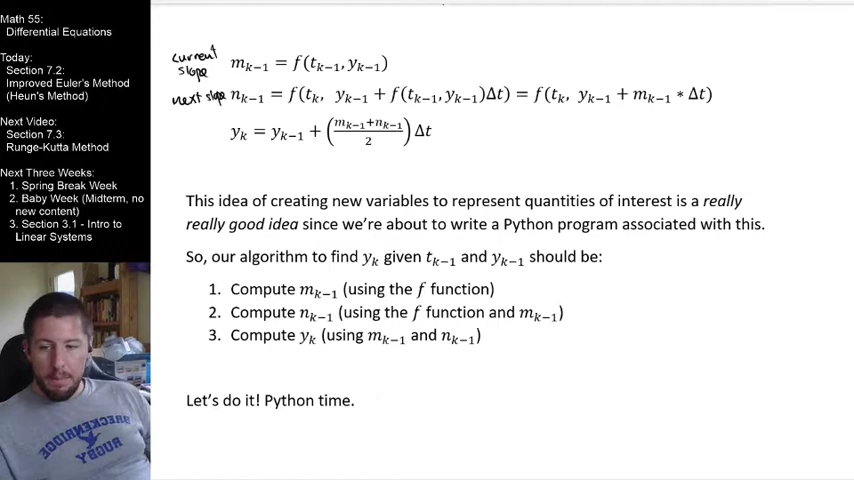 Math 55:
Differential Equations
Today:
Section 7.2:
Improved Euler's Method
(Heun's Method)
Next Video:
Section 7.3:
Runge-Kutta Method
Next Three Weeks:
1. Spring Break Week
2. Baby Week (Midterm, no
new content)
3. Section 3.1 - Intro to
Linear Systems
current
slope
m_{k−1} = f(t_{k−1}, y_{k−1})
next slope n_{k−1} = f(t_k, y_{k−1} + f(t_{k−1}, y_{k−1})Δt) = f(t_k, y_{k−1} + m_{k−1} ∗ Δt)
y_k = y_{k−1} + ((m_{k−1}+n_{k−1})/2) Δt
This idea of creating new variables to represent quantities of interest is a really
really good idea since we're about to write a Python program associated with this.
So, our algorithm to find y_k given t_{k−1} and y_{k−1} should be:
1. Compute m_{k−1} (using the f function)
2. Compute n_{k−1} (using the f function and m_{k−1})
3. Compute y_k (using m_{k−1} and n_{k−1})
Let's do it! Python time.
BRECKENRIDGE
RUGBY